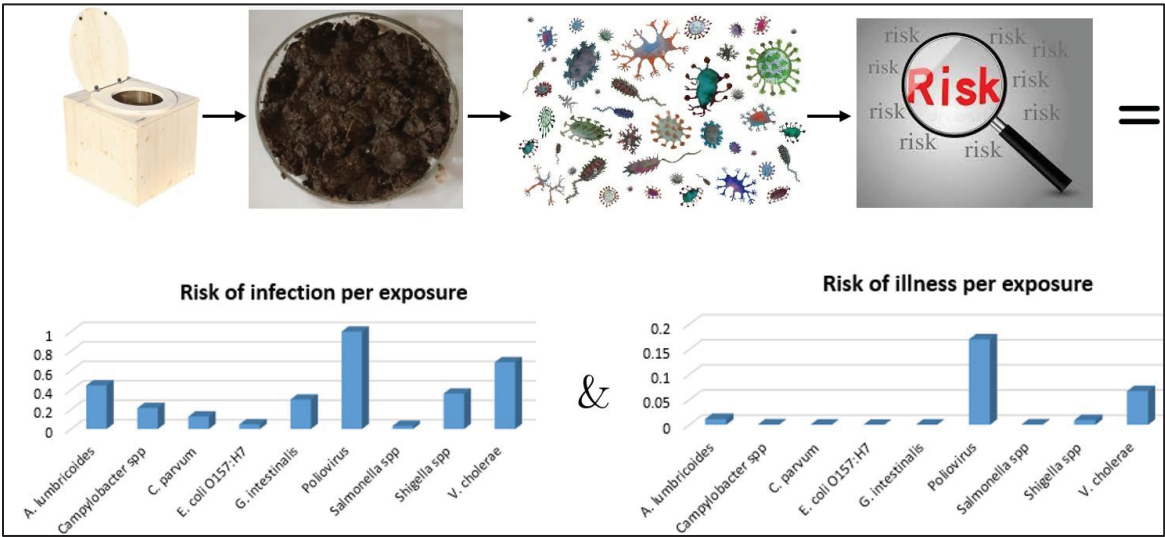 risk
risk
risk
risk
Risk
risk
risk
risk
risk
risk
=
Risk of infection per exposure
1
0.8
0.6
0.4
0.2
0
A. lumbricoides
Campylobacter spp
C. parvum
E. coli O157:H7
G. intestinalis
Poliovirus
Salmonella spp
Shigella spp
V. cholerae
&
Risk of illness per exposure
0.2
0.15
0.1
0.05
0
A. lumbricoides
Campylobacter spp
C. parvum
E. coli O157:H7
G. intestinalis
Poliovirus
Salmonella spp
Shigella spp
V. cholerae